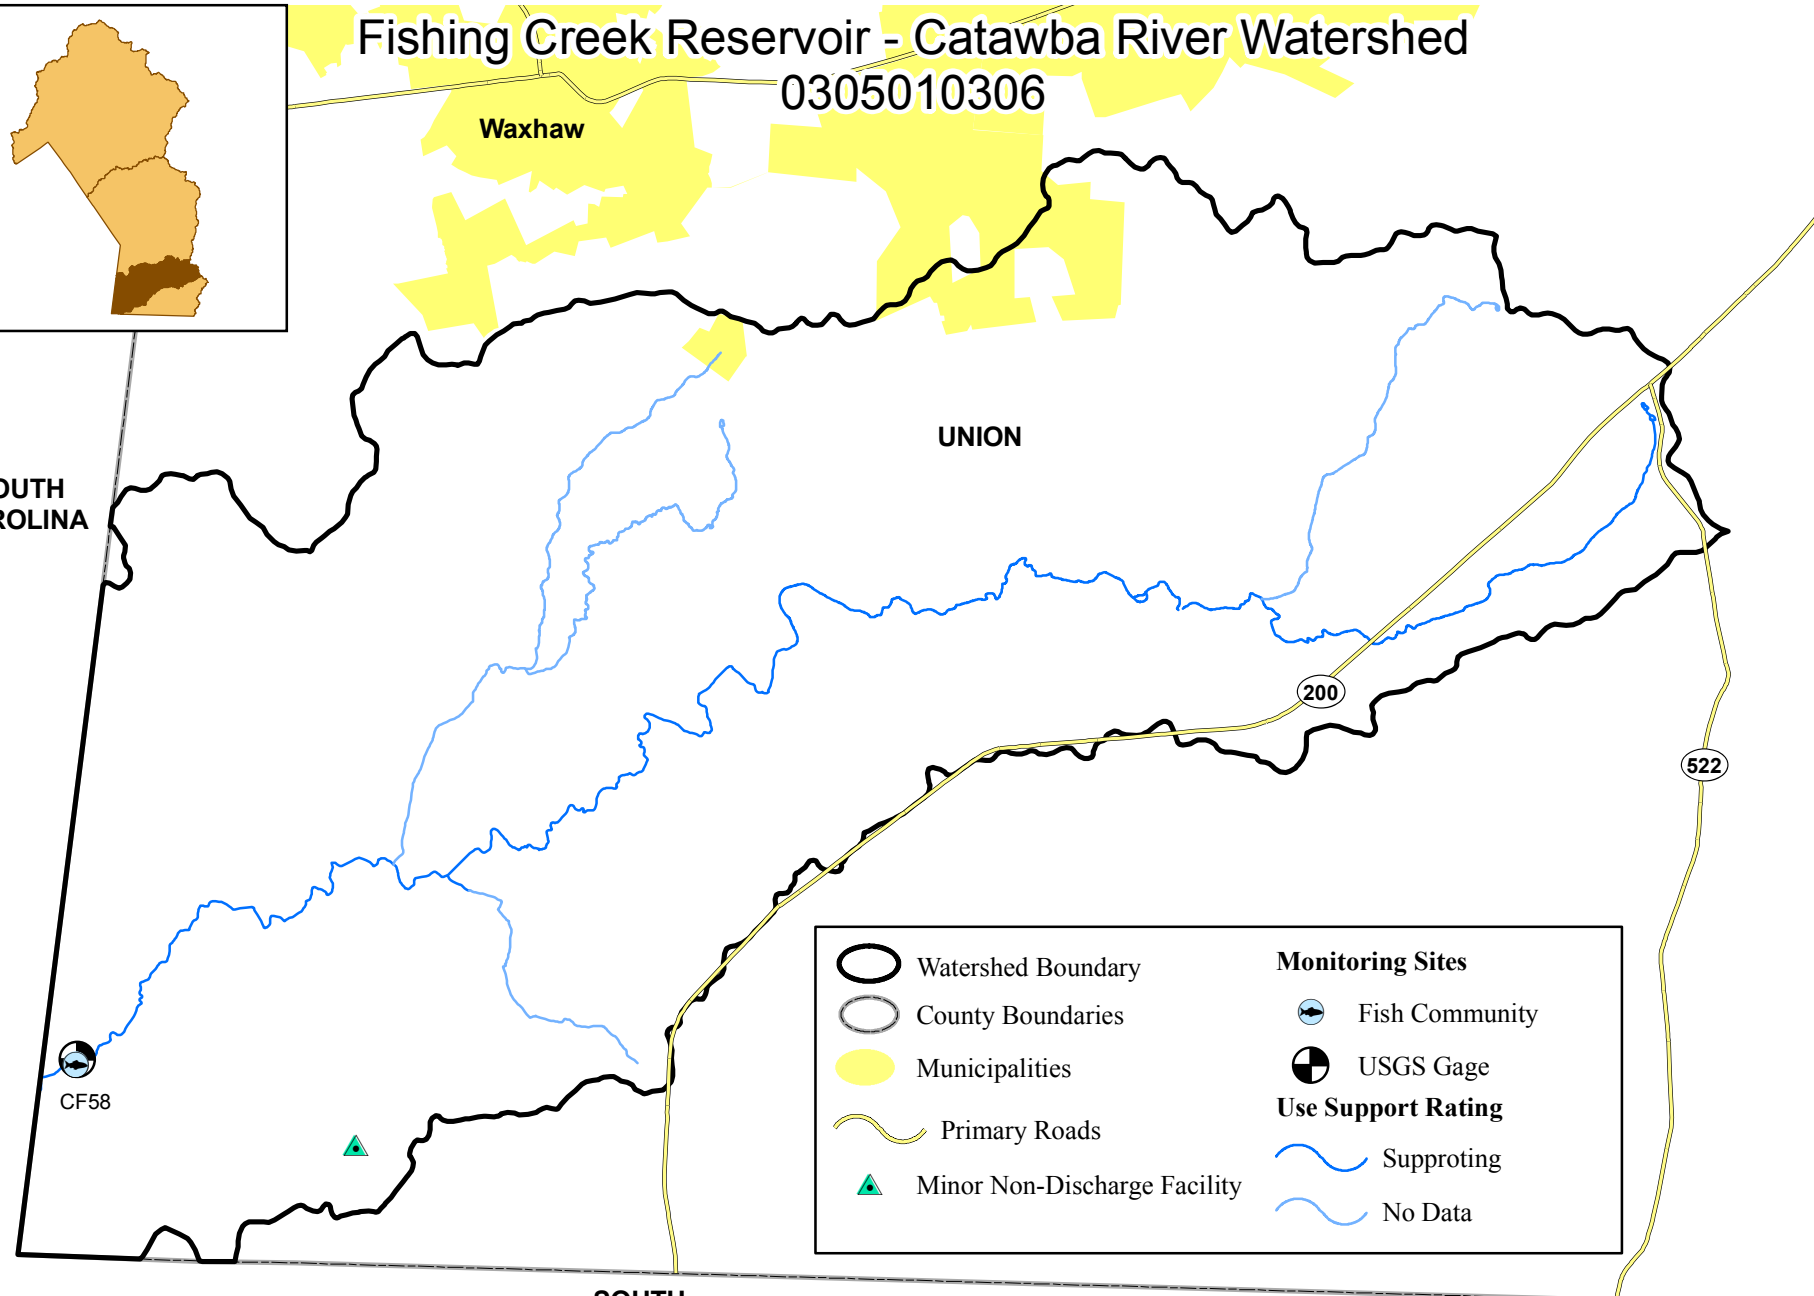 Fishing Creek Reservoir - Catawba River Watershed
0305010306
Waxhaw
UNION
OUTH
ROLINA
200
522
CF58
Watershed Boundary
County Boundaries
Municipalities
Primary Roads
Minor Non-Discharge Facility
Monitoring Sites
Fish Community
USGS Gage
Use Support Rating
Supproting
No Data
SOUTH